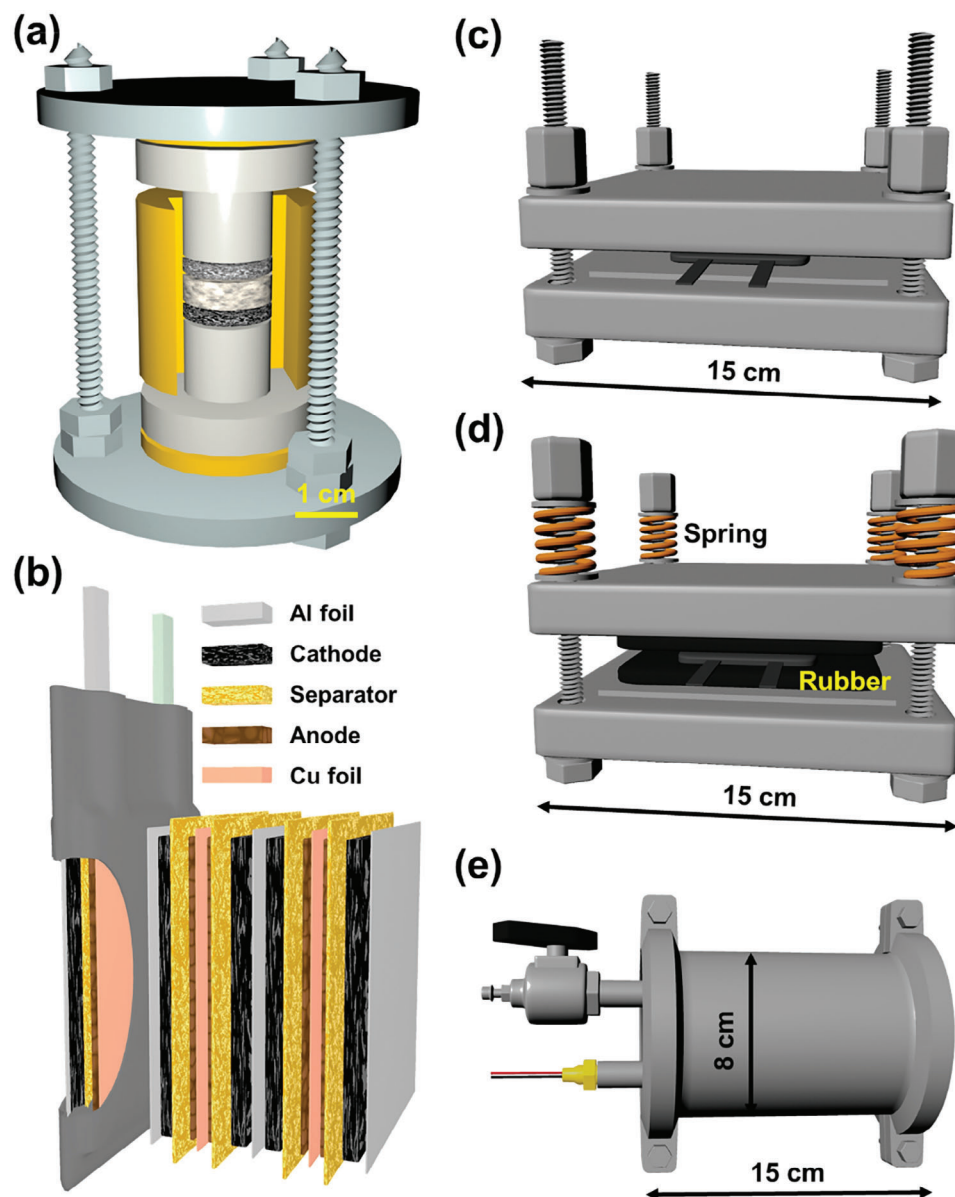 (a)
1 cm
(b)
Al foil
Cathode
Separator
Anode
Cu foil
(c)
15 cm
(d)
Spring
Rubber
15 cm
(e)
8 cm
15 cm